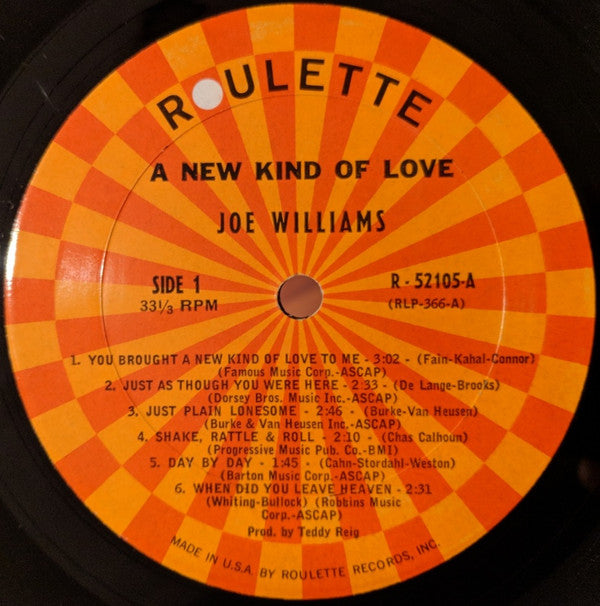 ROULETTE
A NEW KIND OF LOVE
JOE WILLIAMS
SIDE 1
33⅓ RPM
R - 52105-A
(RLP-366-A)
1. YOU BROUGHT A NEW KIND OF LOVE TO ME - 3:02 - (Fain-Kahal-Connor)
(Famous Music Corp.-ASCAP)
2. JUST AS THOUGH YOU WERE HERE - 2:33 - (De Lange-Brooks)
(Dorsey Bros. Music Inc.-ASCAP)
3. JUST PLAIN LONESOME - 2:46 - (Burke-Van Heusen)
(Burke & Van Heusen Inc.-ASCAP)
4. SHAKE, RATTLE & ROLL - 2:10 - (Chas Calhoun)
(Progressive Music Pub. Co.-BMI)
5. DAY BY DAY - 1:45 - (Cahn-Stordahl-Weston)
(Barton Music Corp.-ASCAP)
6. WHEN DID YOU LEAVE HEAVEN - 2:31
(Whiting-Bullock) (Robbins Music
Corp.-ASCAP)
Prod. by Teddy Reig
MADE IN U.S.A. BY ROULETTE RECORDS, INC.